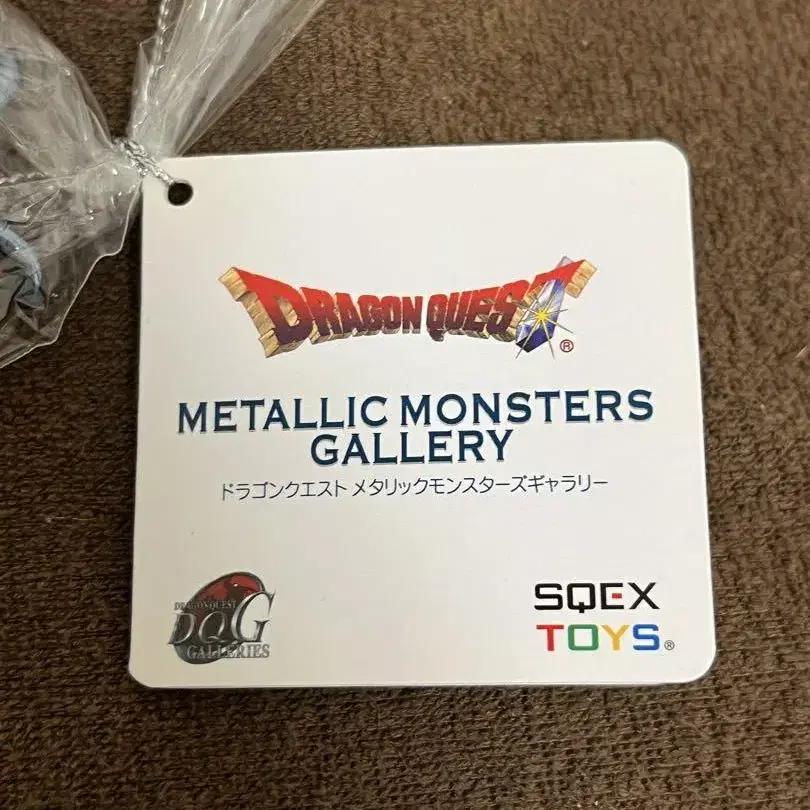 DRAGON QUEST®
METALLIC MONSTERS
GALLERY
ドラゴンクエスト メタリックモンスターズギャラリー
DRAGONQUEST
DQG
GALLERIES
SQEX
TOYS®